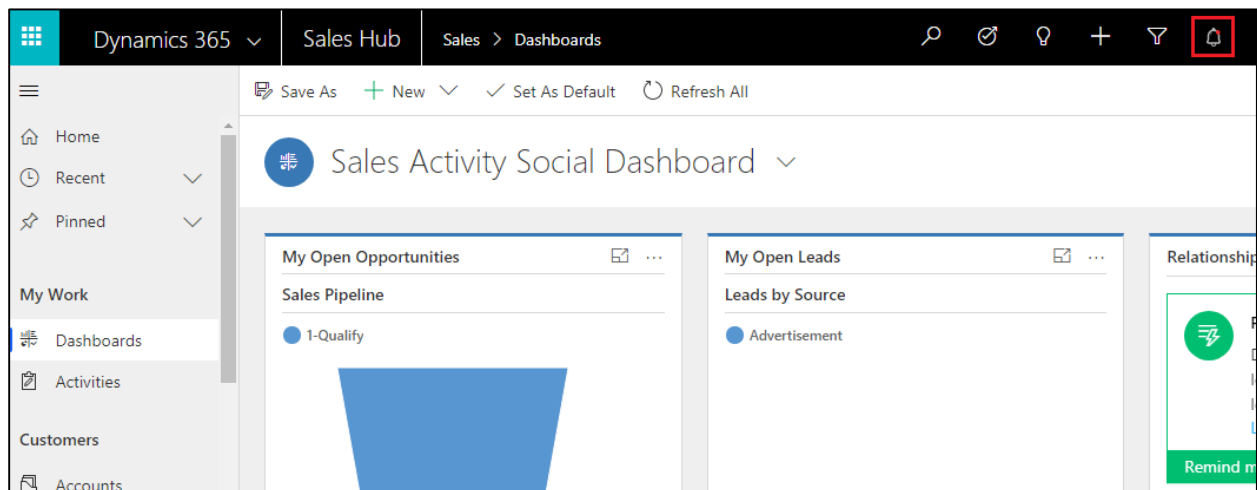 Dynamics 365 Sales Hub Sales > Dashboards
Save As New Set As Default Refresh All
Home
Recent
Pinned
My Work
Dashboards
Activities
Customers
Accounts
Sales Activity Social Dashboard
My Open Opportunities
Sales Pipeline
1-Qualify
My Open Leads
Leads by Source
Advertisement
Relationship
Remind